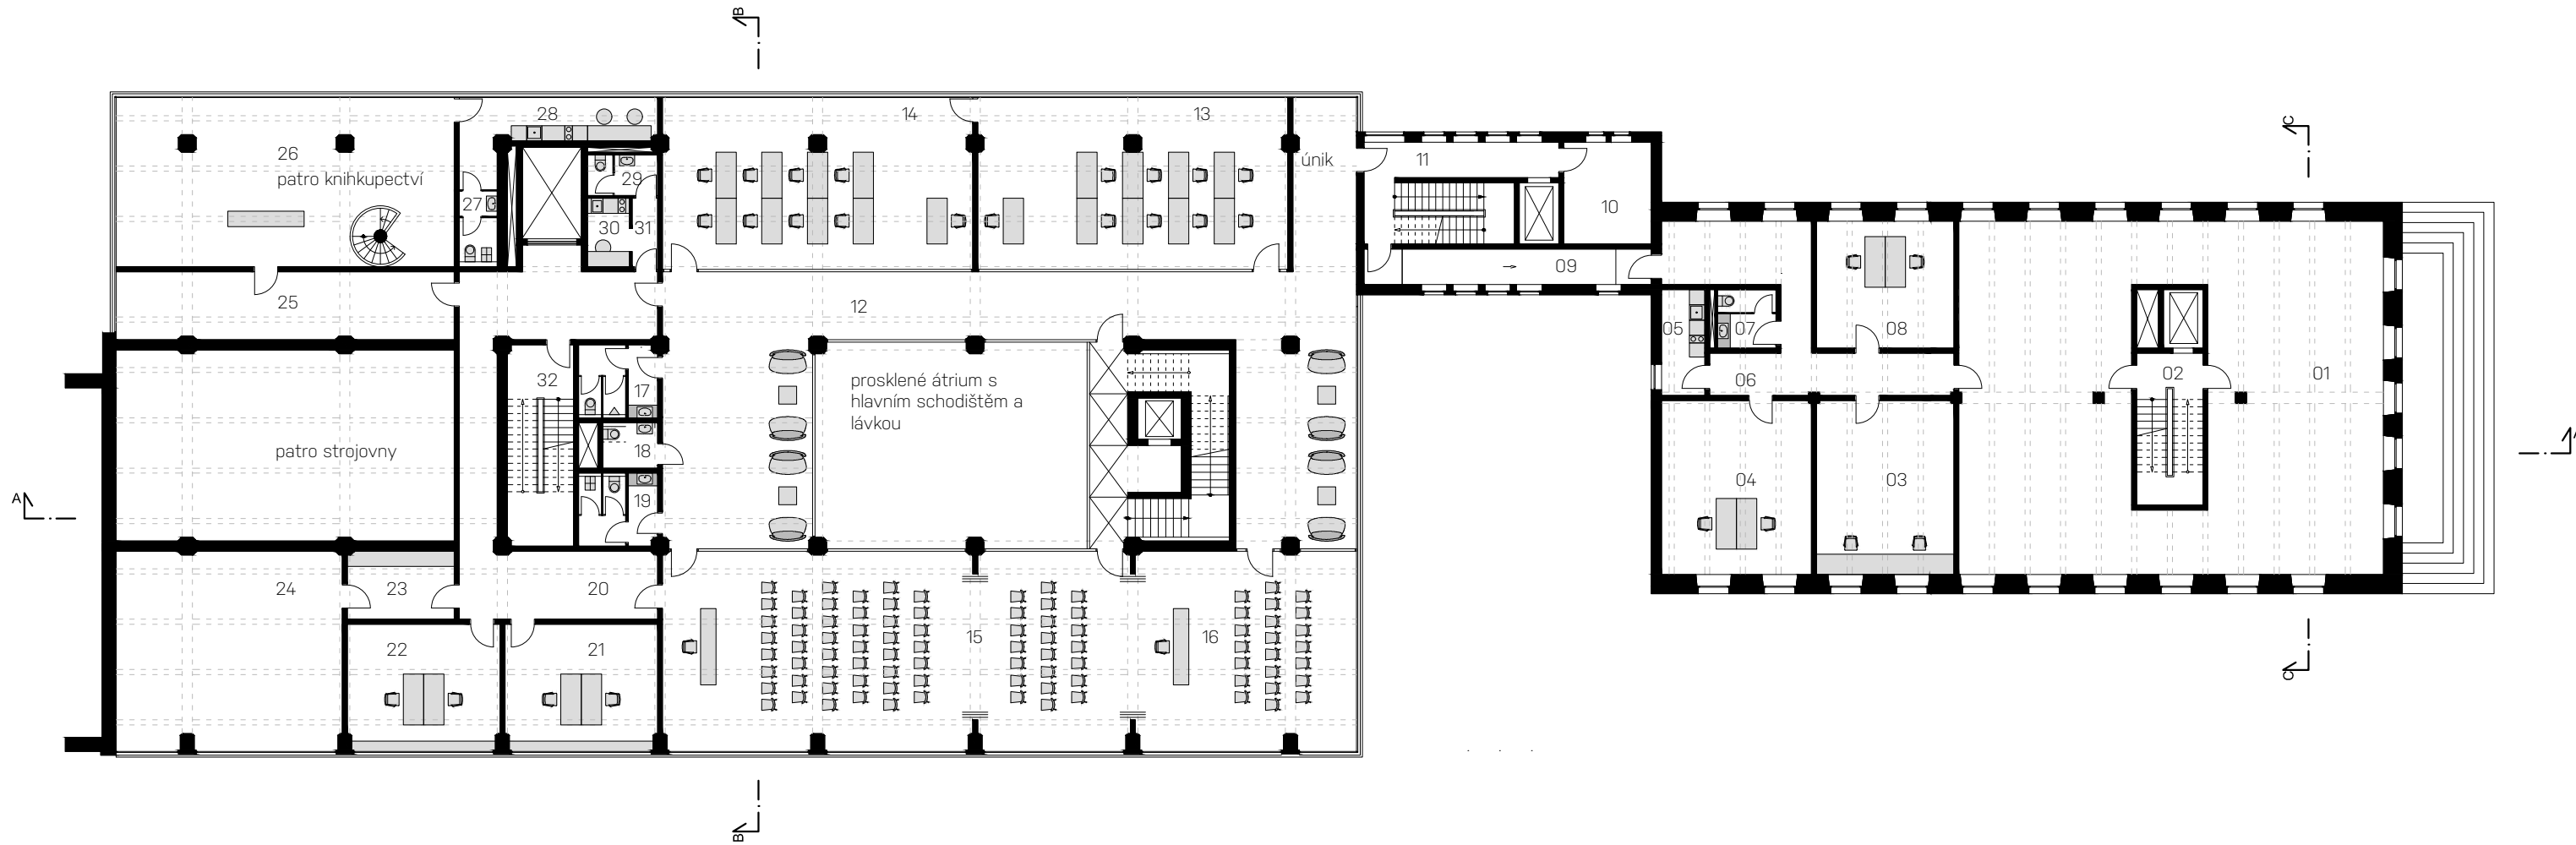 B
C
28
14
13
26
únik
11
patro knihkupectví
29
27
10
30
31
09
25
12
05
07
08
32
prosklené átrium s
hlavním schodištěm a
lávkou
17
06
02
01
patro strojovny
18
04
03
A
19
24
23
20
15
16
22
21
C
B